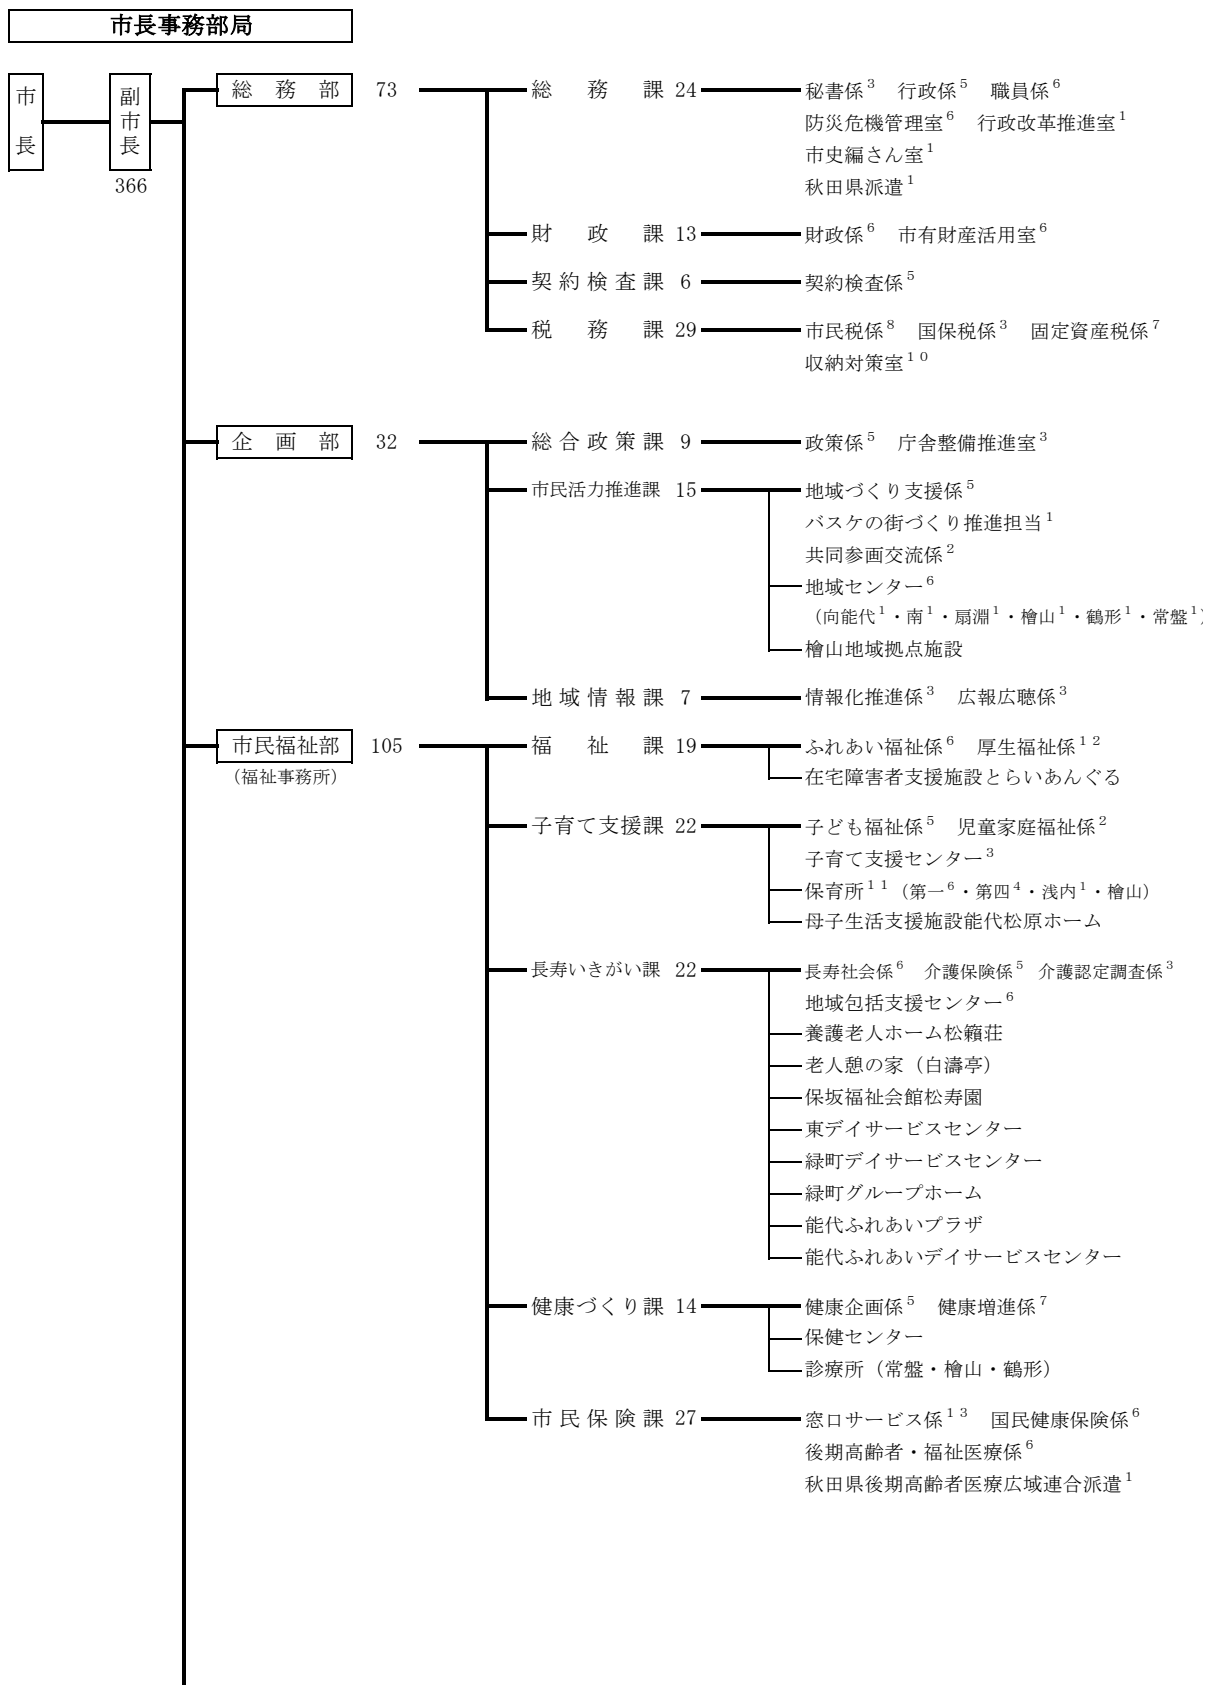 市長事務部局
市長
副市長
366
総務部 73
総務課 24
秘書係3 行政係5 職員係6
防災危機管理室6 行政改革推進室1
市史編さん室1
秋田県派遣1
財政課 13
財政係6 市有財産活用室6
契約検査課 6
契約検査係5
税務課 29
市民税係8 国保税係3 固定資産税係7
収納対策室10
企画部 32
総合政策課 9
政策係5 庁舎整備推進室3
市民活力推進課 15
地域づくり支援係5
バスケの街づくり推進担当1
共同参画交流係2
地域センター6
（向能代1・南1・扇淵1・檜山1・鶴形1・常盤1）
檜山地域拠点施設
地域情報課 7
情報化推進係3 広報広聴係3
市民福祉部 105
（福祉事務所）
福祉課 19
ふれあい福祉係6 厚生福祉係12
在宅障害者支援施設とらいあんぐる
子育て支援課 22
子ども福祉係5 児童家庭福祉係2
子育て支援センター3
保育所11（第一6・第四4・浅内1・檜山）
母子生活支援施設能代松原ホーム
長寿いきがい課 22
長寿社会係6 介護保険係5 介護認定調査係3
地域包括支援センター6
養護老人ホーム松籟荘
老人憩の家（白濤亭）
保坂福祉会館松寿園
東デイサービスセンター
緑町デイサービスセンター
緑町グループホーム
能代ふれあいプラザ
能代ふれあいデイサービスセンター
健康づくり課 14
健康企画係5 健康増進係7
保健センター
診療所（常盤・檜山・鶴形）
市民保険課 27
窓口サービス係13 国民健康保険係6
後期高齢者・福祉医療係6
秋田県後期高齢者医療広域連合派遣1